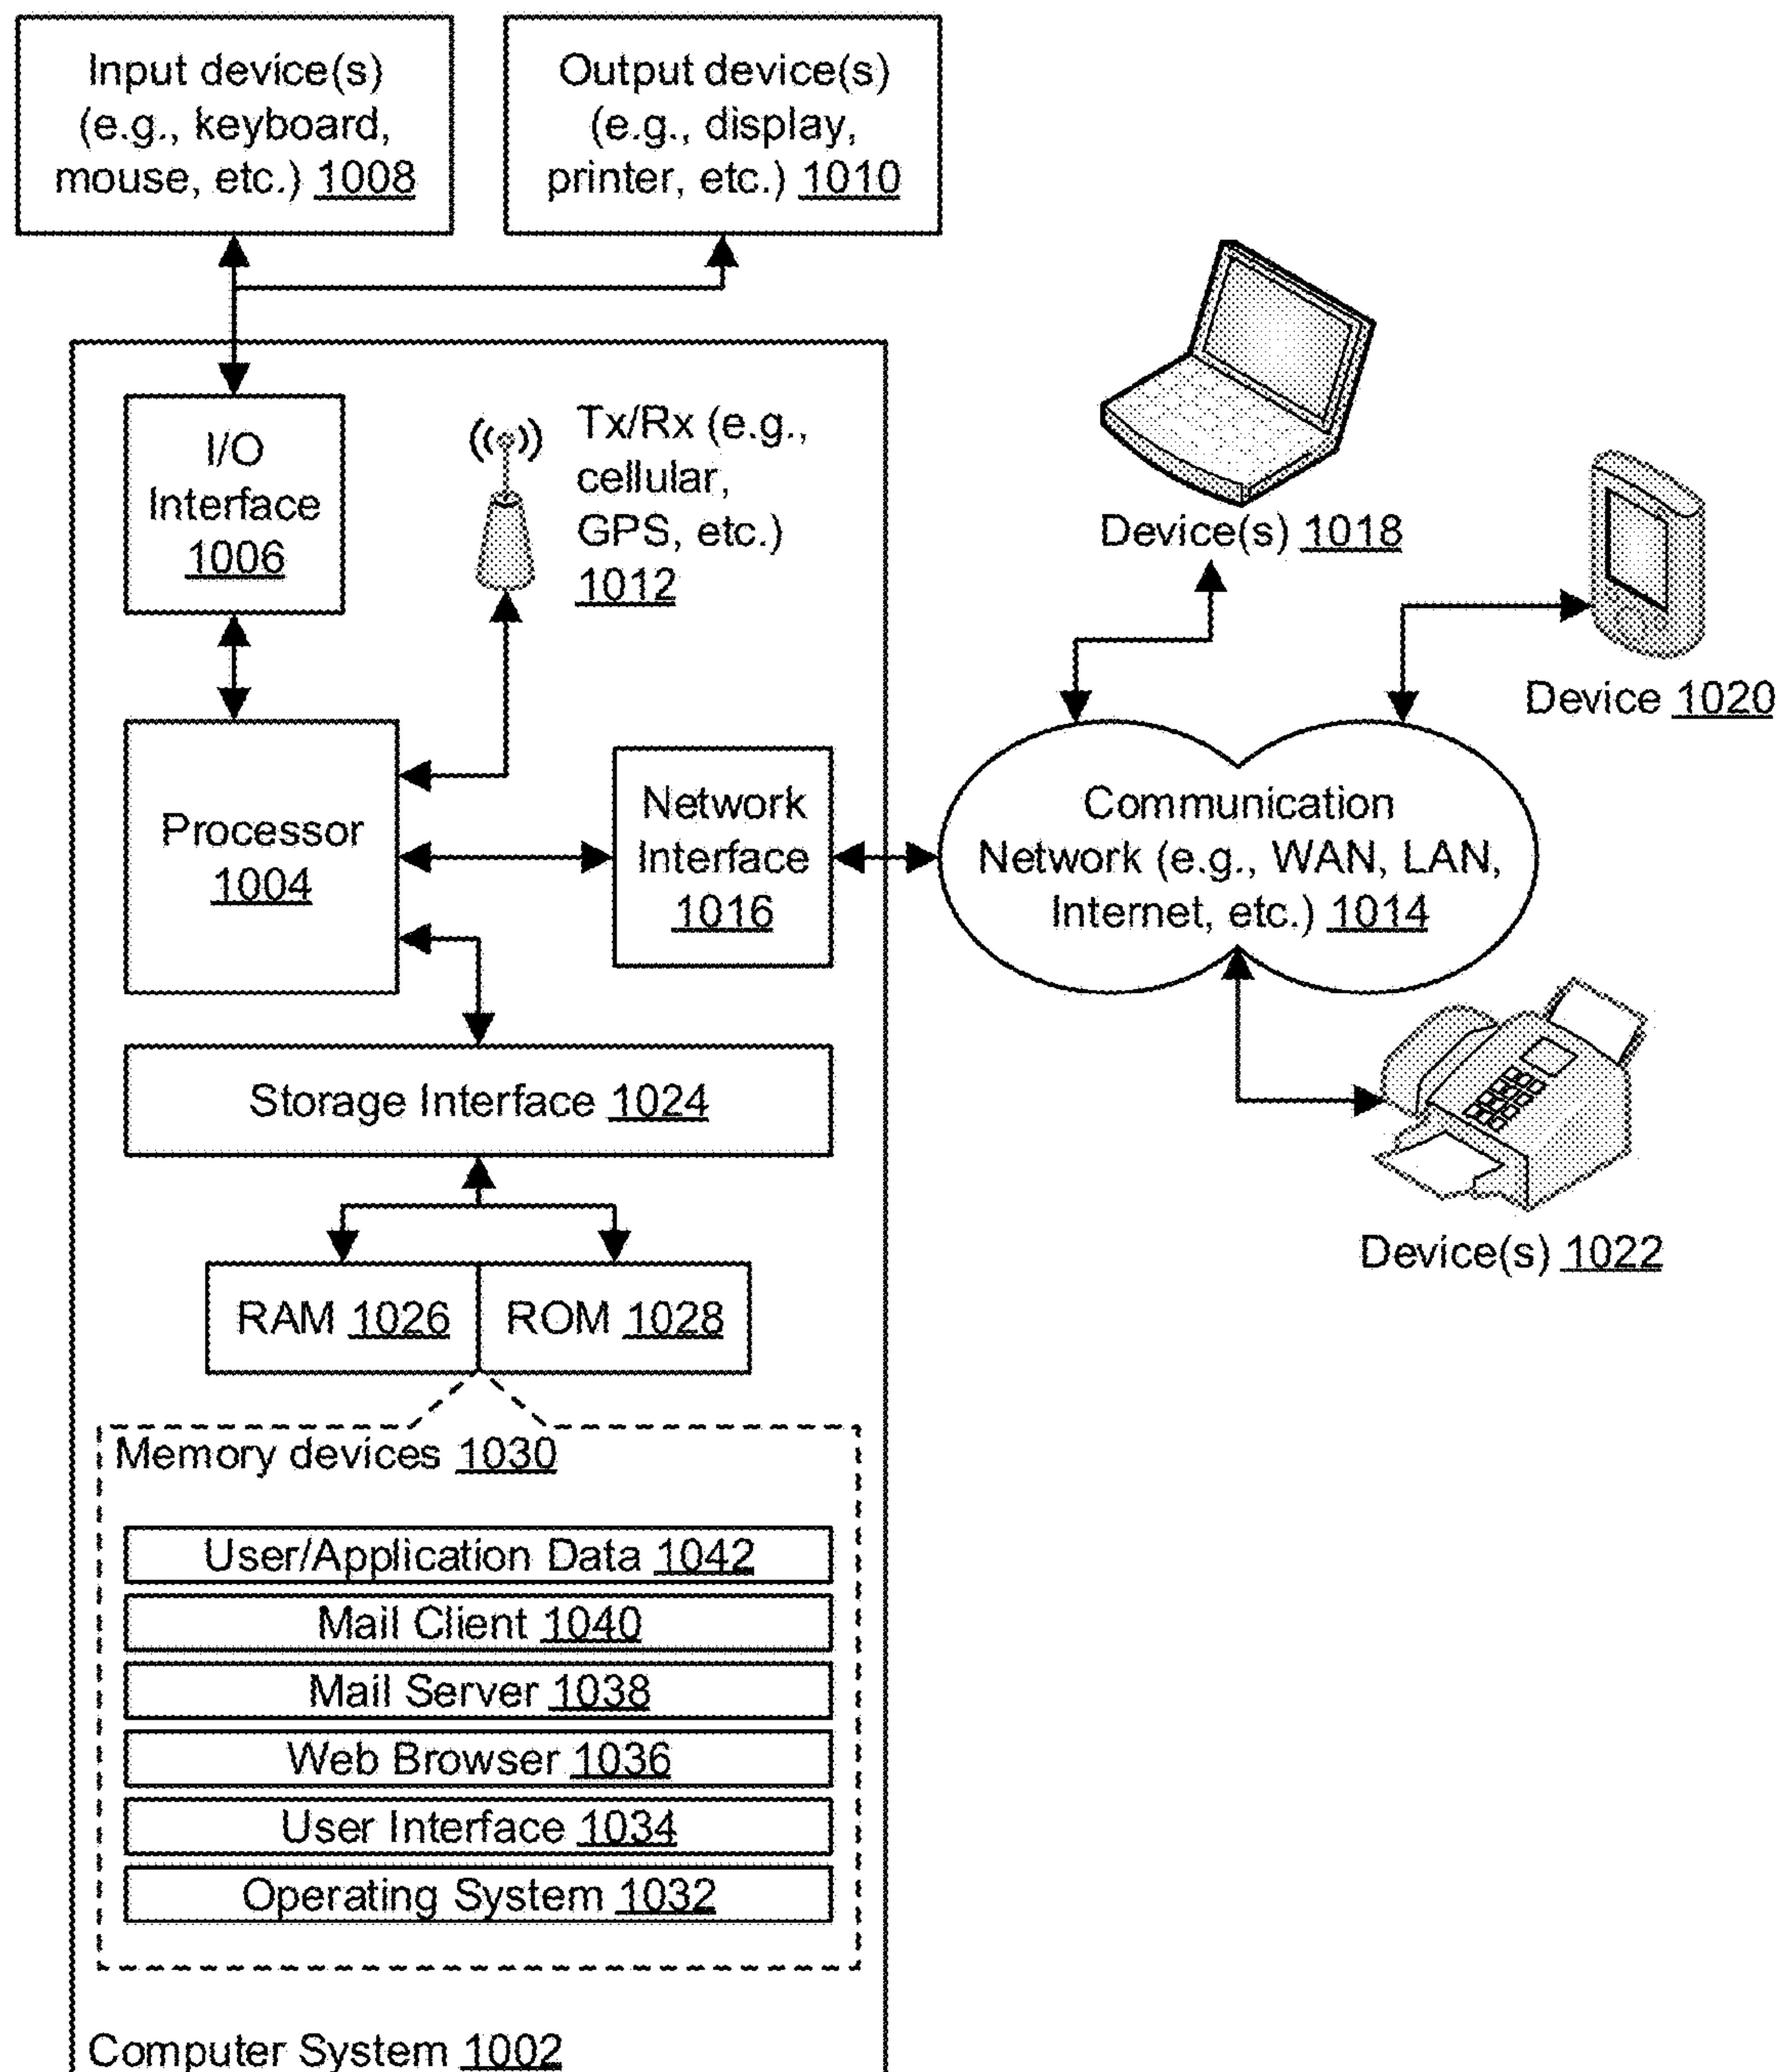 Input device(s)
(e.g., keyboard,
mouse, etc.) 1008
Output device(s)
(e.g., display,
printer, etc.) 1010
I/O
Interface
1006
Tx/Rx (e.g.,
cellular,
GPS, etc.)
1012
Device(s) 1018
Device 1020
Processor
1004
Network
Interface
1016
Communication
Network (e.g., WAN, LAN,
Internet, etc.) 1014
Storage Interface 1024
Device(s) 1022
RAM 1026
ROM 1028
Memory devices 1030
User/Application Data 1042
Mail Client 1040
Mail Server 1038
Web Browser 1036
User Interface 1034
Operating System 1032
Computer System 1002